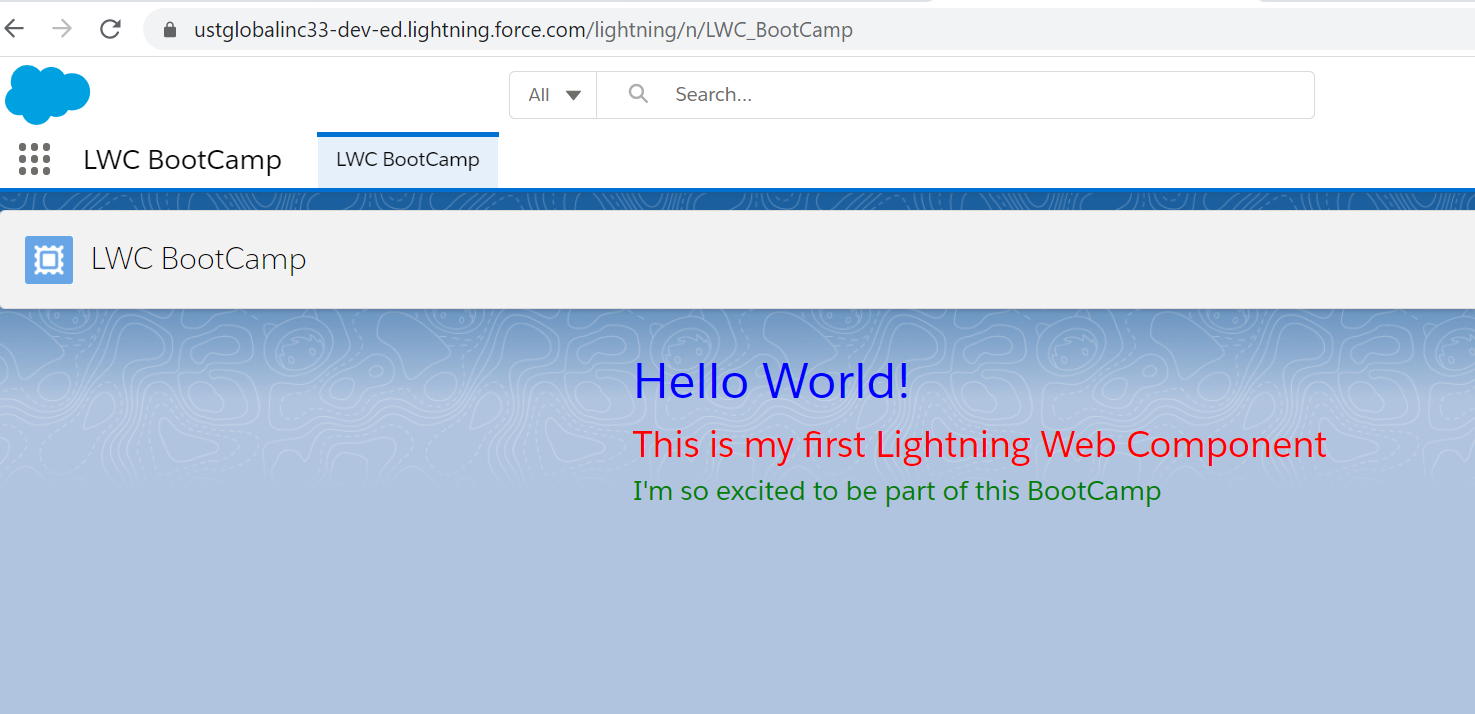 ustglobalinc33-dev-ed.lightning.force.com/lightning/n/LWC_BootCamp
All Search...
LWC BootCamp LWC BootCamp
LWC BootCamp
Hello World!
This is my first Lightning Web Component
I'm so excited to be part of this BootCamp